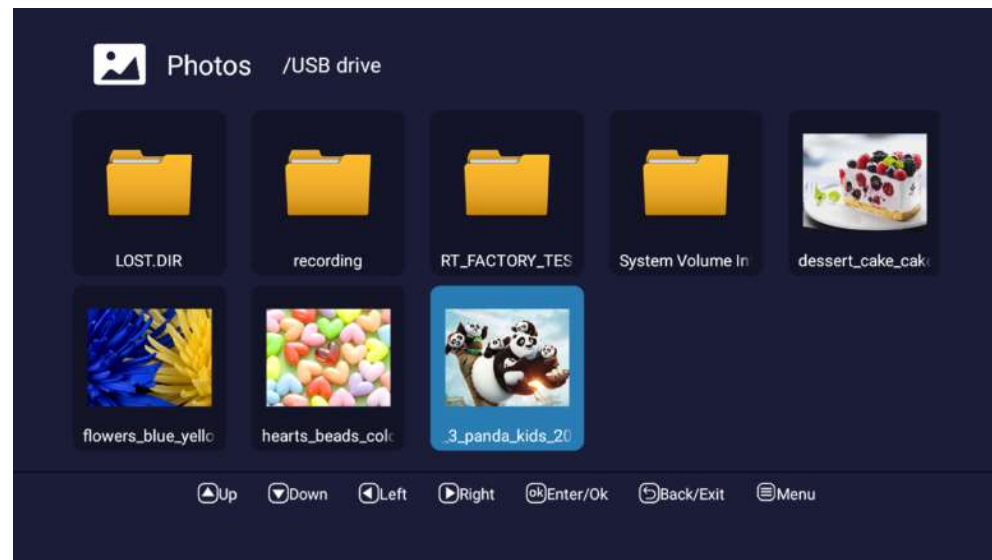 Photos /USB drive
LOST.DIR recording RT_FACTORY_TES System Volume In dessert_cake_cak
flowers_blue_yello hearts_beads_col _3_panda_kids_20
Up Down Left Right ok Enter/Ok Back/Exit Menu